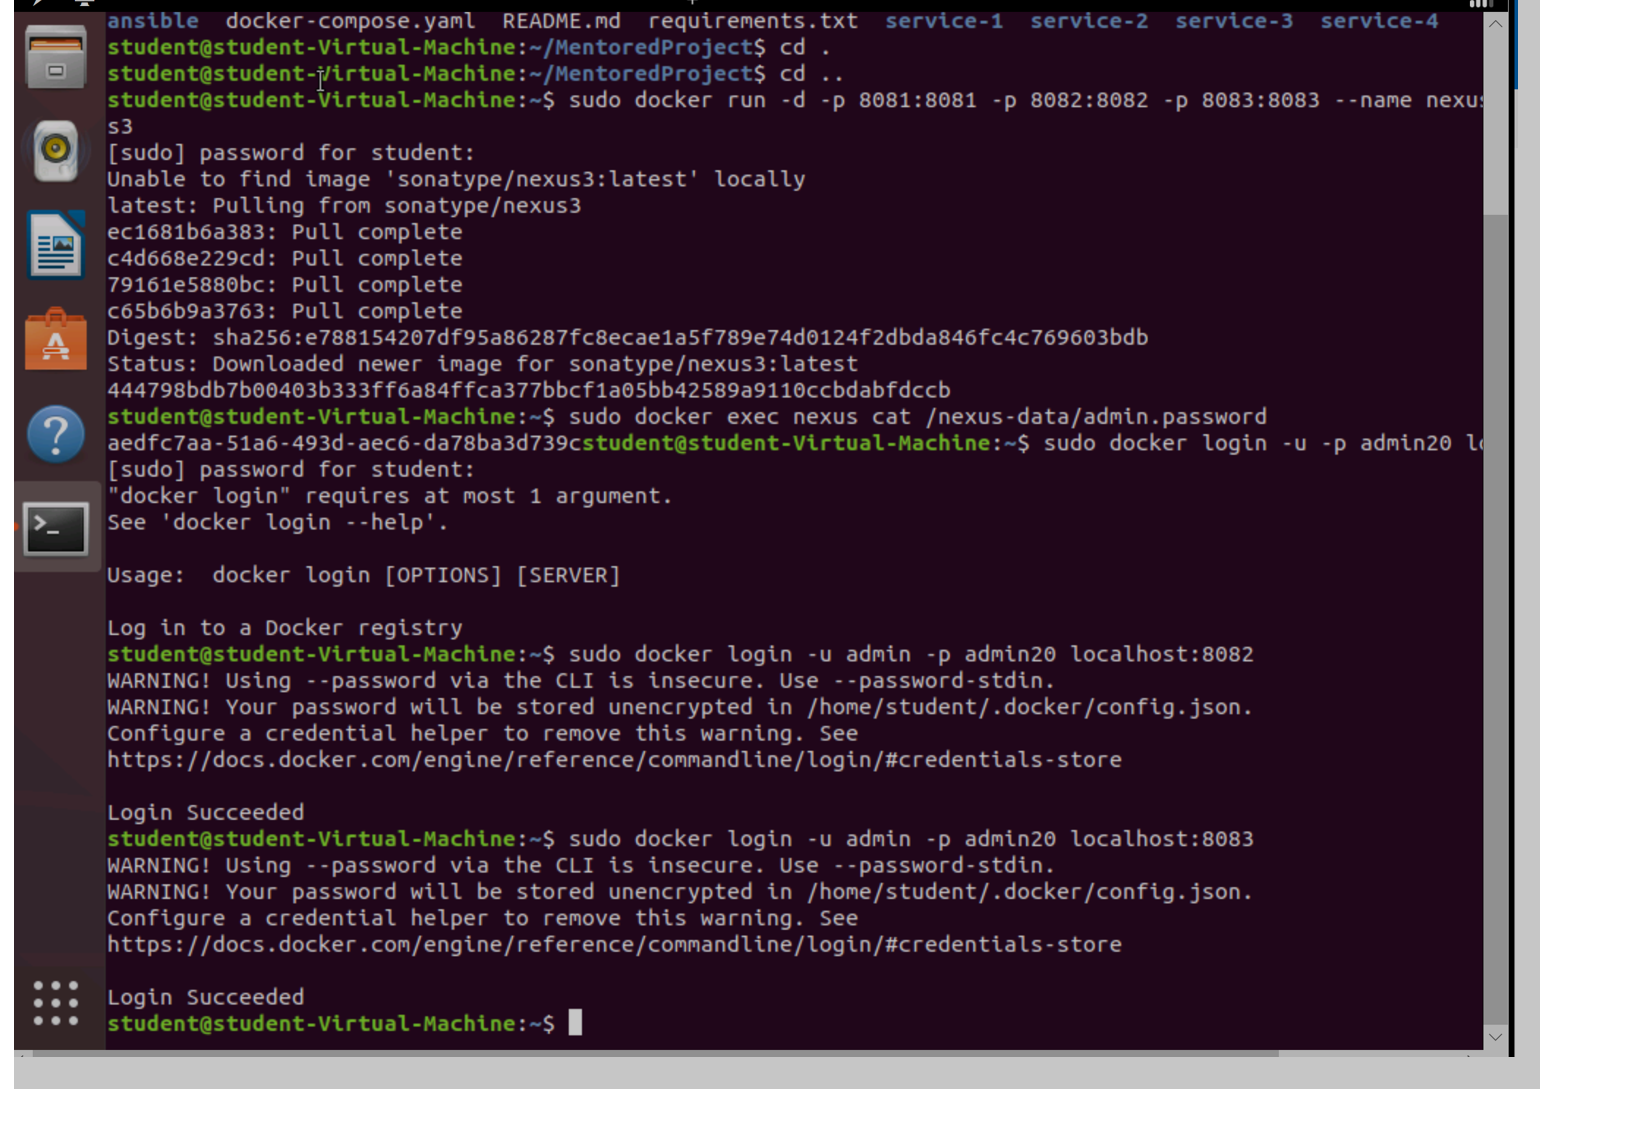 ansible  docker-compose.yaml  README.md  requirements.txt  service-1  service-2  service-3  service-4
student@student-Virtual-Machine:~/MentoredProject$ cd .
student@student-Virtual-Machine:~/MentoredProject$ cd ..
student@student-Virtual-Machine:~$ sudo docker run -d -p 8081:8081 -p 8082:8082 -p 8083:8083 --name nexus
s3
[sudo] password for student:
Unable to find image 'sonatype/nexus3:latest' locally
latest: Pulling from sonatype/nexus3
ec1681b6a383: Pull complete
c4d668e229cd: Pull complete
79161e5880bc: Pull complete
c65b6b9a3763: Pull complete
Digest: sha256:e788154207df95a86287fc8ecae1a5f789e74d0124f2dbda846fc4c769603bdb
Status: Downloaded newer image for sonatype/nexus3:latest
444798bdb7b00403b333ff6a84ffca377bbcf1a05bb42589a9110ccbdabfdccb
student@student-Virtual-Machine:~$ sudo docker exec nexus cat /nexus-data/admin.password
aedfc7aa-51a6-493d-aec6-da78ba3d739cstudent@student-Virtual-Machine:~$ sudo docker login -u -p admin20
[sudo] password for student:
"docker login" requires at most 1 argument.
See 'docker login --help'.
Usage:  docker login [OPTIONS] [SERVER]
Log in to a Docker registry
student@student-Virtual-Machine:~$ sudo docker login -u admin -p admin20 localhost:8082
WARNING! Using --password via the CLI is insecure. Use --password-stdin.
WARNING! Your password will be stored unencrypted in /home/student/.docker/config.json.
Configure a credential helper to remove this warning. See
https://docs.docker.com/engine/reference/commandline/login/#credentials-store
Login Succeeded
student@student-Virtual-Machine:~$ sudo docker login -u admin -p admin20 localhost:8083
WARNING! Using --password via the CLI is insecure. Use --password-stdin.
WARNING! Your password will be stored unencrypted in /home/student/.docker/config.json.
Configure a credential helper to remove this warning. See
https://docs.docker.com/engine/reference/commandline/login/#credentials-store
Login Succeeded
student@student-Virtual-Machine:~$